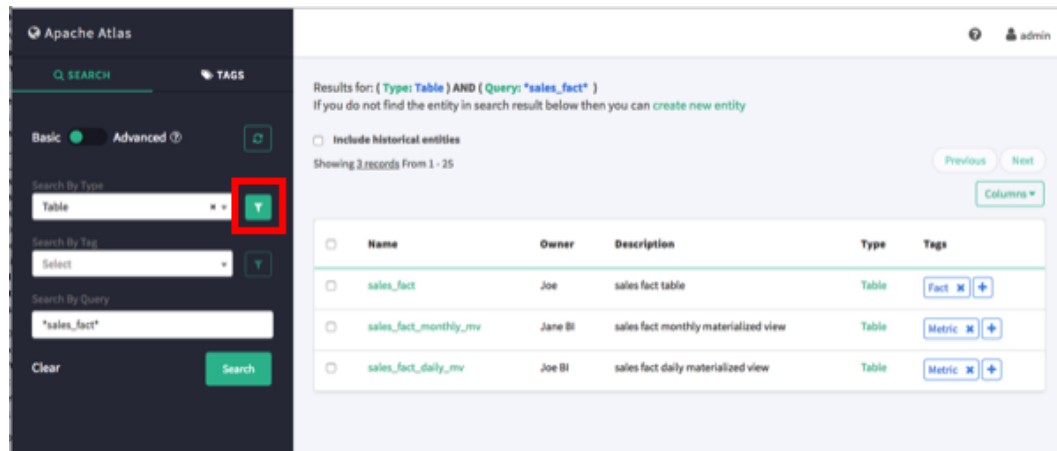 Apache Atlas
admin
SEARCH
TAGS
Results for: ( Type: Table ) AND ( Query: *sales_fact* )
If you do not find the entity in search result below then you can create new entity
Basic
Advanced
Include historical entities
Showing 3 records From 1 - 25
Previous
Next
Search By Type
Table
Columns
Search By Tag
Select
Name Owner Description Type Tags
sales_fact Joe sales fact table Table Fact
Search By Query
*sales_fact*
sales_fact_monthly_mv Jane BI sales fact monthly materialized view Table Metric
Clear
Search
sales_fact_daily_mv Joe BI sales fact daily materialized view Table Metric